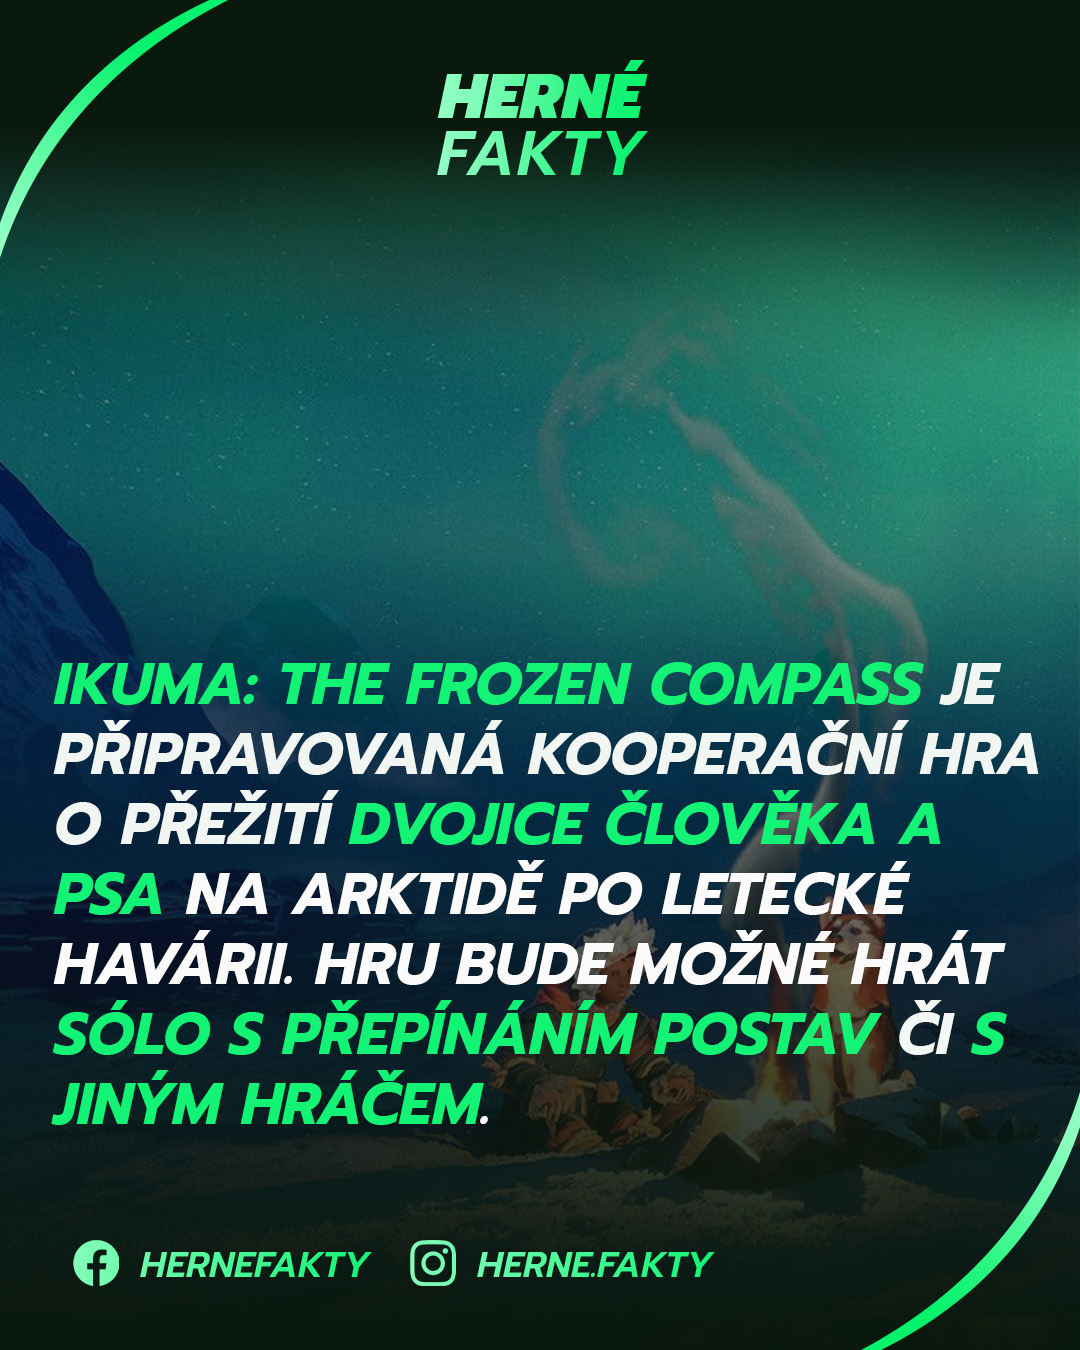 HERNÉ
FAKTY
IKUMA: THE FROZEN COMPASS JE
PŘIPRAVOVANÁ KOOPERAČNÍ HRA
O PŘEŽITÍ DVOJICE ČLOVĚKA A
PSA NA ARKTIDĚ PO LETECKÉ
HAVÁRII. HRU BUDE MOŽNÉ HRÁT
SÓLO S PŘEPÍNÁNÍM POSTAV ČI S
JINÝM HRÁČEM.
HERNEFAKTY HERNE.FAKTY